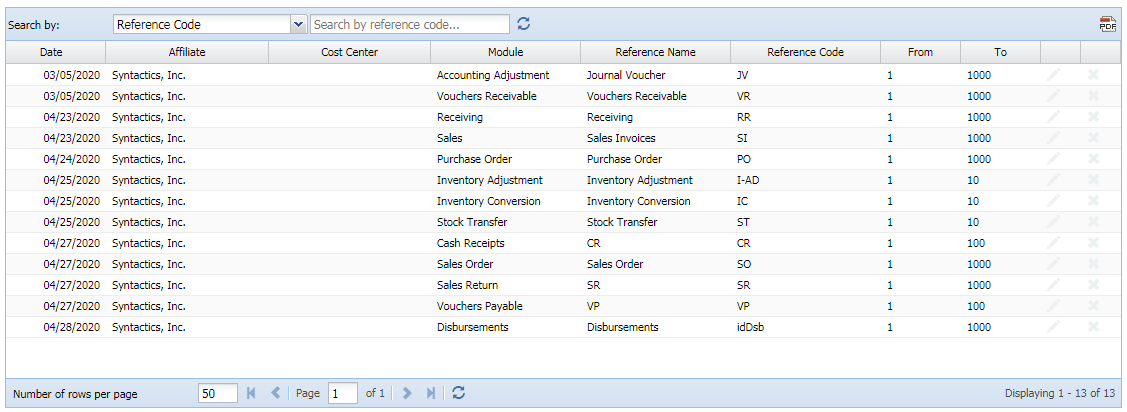 Search by: Reference Code Search by reference code... PDF
Date Affiliate Cost Center Module Reference Name Reference Code From To
03/05/2020 Syntactics, Inc. Accounting Adjustment Journal Voucher JV 1 1000
03/05/2020 Syntactics, Inc. Vouchers Receivable Vouchers Receivable VR 1 1000
04/23/2020 Syntactics, Inc. Receiving Receiving RR 1 1000
04/23/2020 Syntactics, Inc. Sales Sales Invoices SI 1 1000
04/24/2020 Syntactics, Inc. Purchase Order Purchase Order PO 1 1000
04/25/2020 Syntactics, Inc. Inventory Adjustment Inventory Adjustment I-AD 1 10
04/25/2020 Syntactics, Inc. Inventory Conversion Inventory Conversion IC 1 10
04/25/2020 Syntactics, Inc. Stock Transfer Stock Transfer ST 1 10
04/27/2020 Syntactics, Inc. Cash Receipts CR CR 1 100
04/27/2020 Syntactics, Inc. Sales Order Sales Order SO 1 1000
04/27/2020 Syntactics, Inc. Sales Return SR SR 1 1000
04/27/2020 Syntactics, Inc. Vouchers Payable VP VP 1 100
04/28/2020 Syntactics, Inc. Disbursements Disbursements idDsb 1 1000
Number of rows per page 50 Page 1 of 1 Displaying 1 - 13 of 13